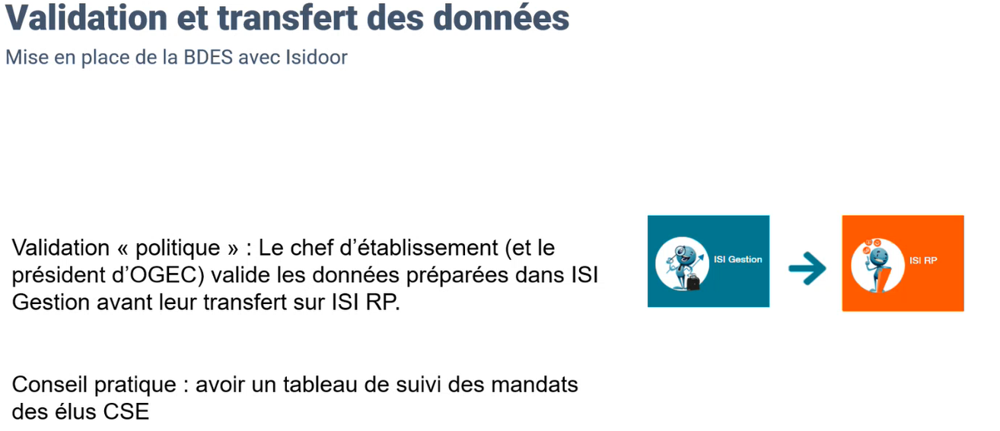 Validation et transfert des données
Mise en place de la BDES avec Isidoor
Validation « politique » : Le chef d’établissement (et le
président d’OGEC) valide les données préparées dans ISI
Gestion avant leur transfert sur ISI RP.
ISI Gestion
ISI RP
Conseil pratique : avoir un tableau de suivi des mandats
des élus CSE